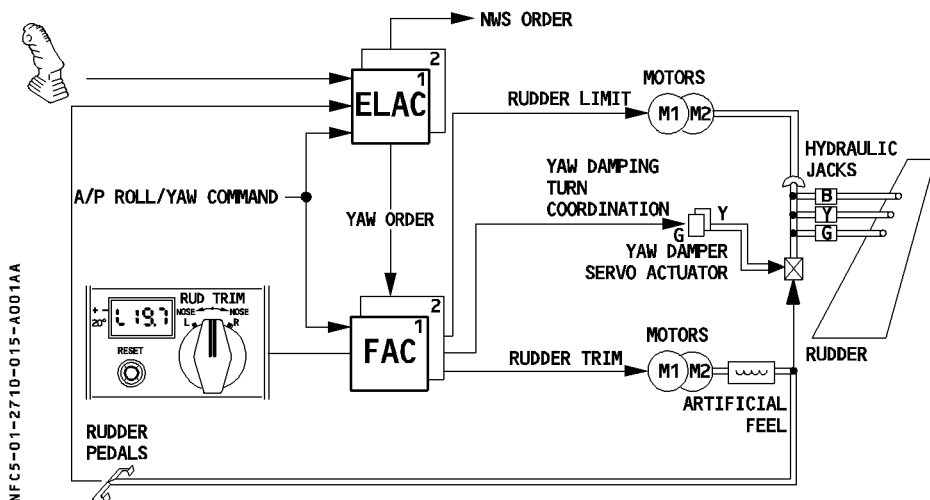 NWS ORDER
2
1
ELAC
MOTORS
RUDDER LIMIT
M1 M2
A/P ROLL/YAW COMMAND
YAW ORDER
YAW DAMPING
TURN
COORDINATION
HYDRAULIC
JACKS
B
Y
G
Y
G
YAW DAMPER
SERVO ACTUATOR
RUDDER
2
1
FAC
RUD TRIM
NOSE NOSE
L R
+ -
20°
L19.7
RESET
MOTORS
RUDDER TRIM
M1 M2
ARTIFICIAL
FEEL
RUDDER
PEDALS
NFC5-01-2710-015-A001AA